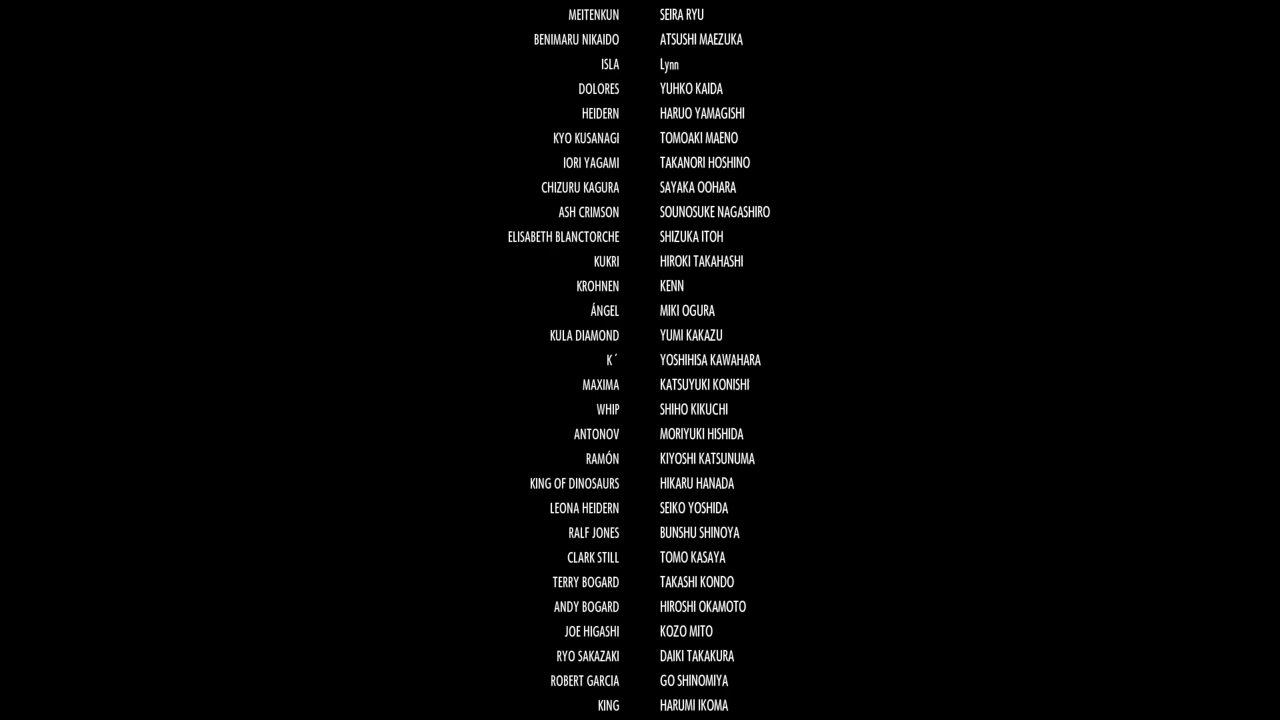 MEITENKUN SEIRA RYU
BENIMARU NIKAIDO ATSUSHI MAEZUKA
ISLA Lynn
DOLORES YUHKO KAIDA
HEIDERN HARUO YAMAGISHI
KYO KUSANAGI TOMOAKI MAENO
IORI YAGAMI TAKANORI HOSHINO
CHIZURU KAGURA SAYAKA OOHARA
ASH CRIMSON SOUNOSUKE NAGASHIRO
ELISABETH BLANCTORCHE SHIZUKA ITOH
KUKRI HIROKI TAKAHASHI
KROHNEN KENN
ÁNGEL MIKI OGURA
KULA DIAMOND YUMI KAKAZU
K´ YOSHIHISA KAWAHARA
MAXIMA KATSUYUKI KONISHI
WHIP SHIHO KIKUCHI
ANTONOV MORIYUKI HISHIDA
RAMÓN KIYOSHI KATSUNUMA
KING OF DINOSAURS HIKARU HANADA
LEONA HEIDERN SEIKO YOSHIDA
RALF JONES BUNSHU SHINOYA
CLARK STILL TOMO KASAYA
TERRY BOGARD TAKASHI KONDO
ANDY BOGARD HIROSHI OKAMOTO
JOE HIGASHI KOZO MITO
RYO SAKAZAKI DAIKI TAKAKURA
ROBERT GARCIA GO SHINOMIYA
KING HARUMI IKOMA